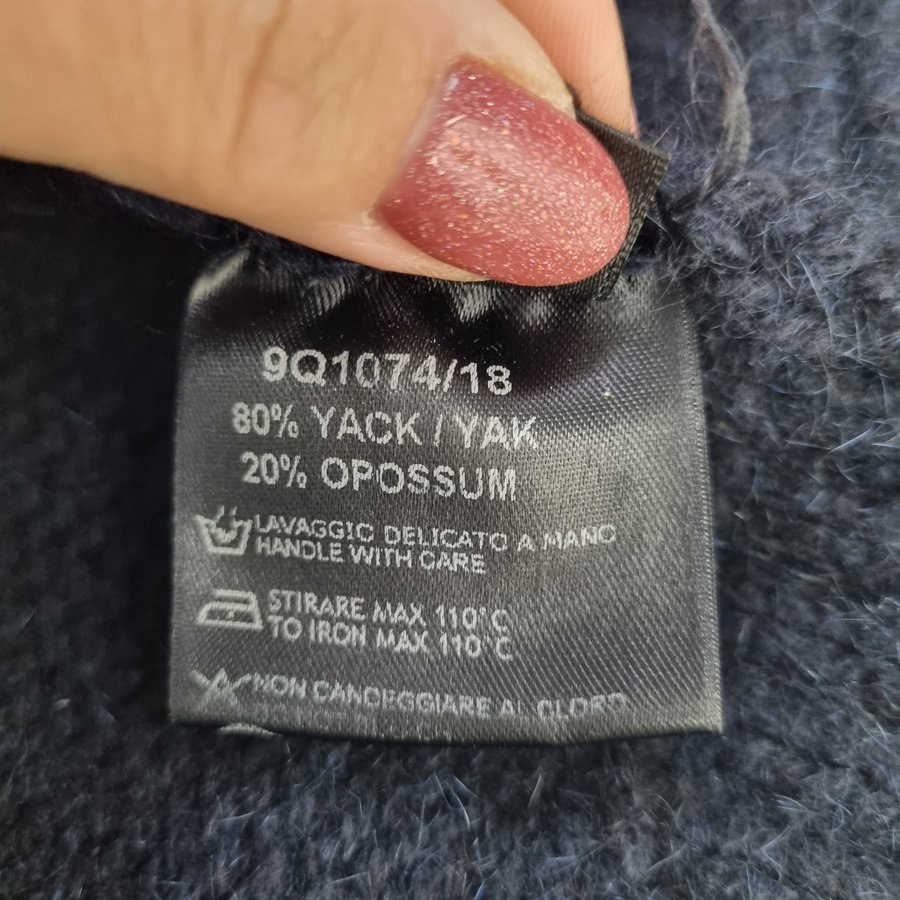 9Q1074/18
80% YACK / YAK
20% OPOSSUM
LAVAGGIO DELICATO A MANO
HANDLE WITH CARE
STIRARE MAX 110°C
TO IRON MAX 110°C
NON CANDEGGIARE AL CLORO